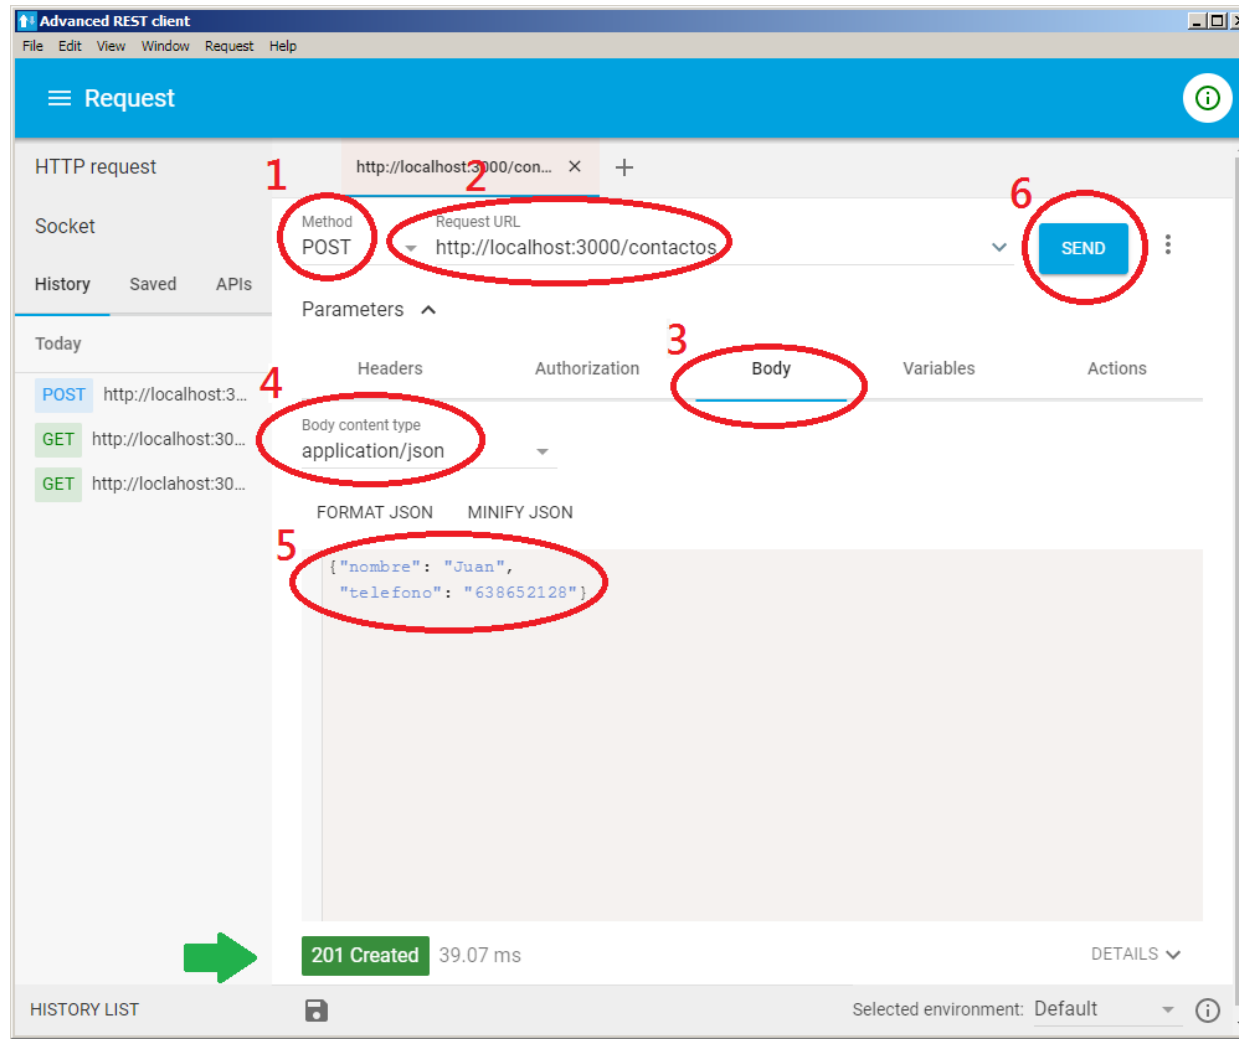 Advanced REST client
File Edit View Window Request Help
Request
HTTP request
Socket
History Saved APIs
Today
POST http://localhost:3...
GET http://localhost:30...
GET http://loclahost:30...
HISTORY LIST
1
http://localhost:3000/con...
2
Method
POST
Request URL
http://localhost:3000/contactos
6
SEND
Parameters
3
Headers Authorization Body Variables Actions
4
Body content type
application/json
FORMAT JSON MINIFY JSON
5
{"nombre": "Juan",
"telefono": "638652128"}
201 Created 39.07 ms
DETAILS
Selected environment: Default